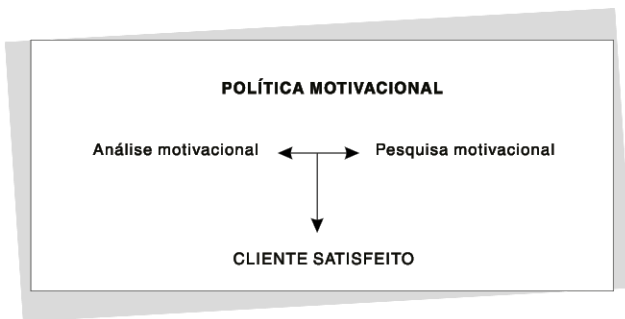 POLÍTICA MOTIVACIONAL
Análise motivacional Pesquisa motivacional
CLIENTE SATISFEITO